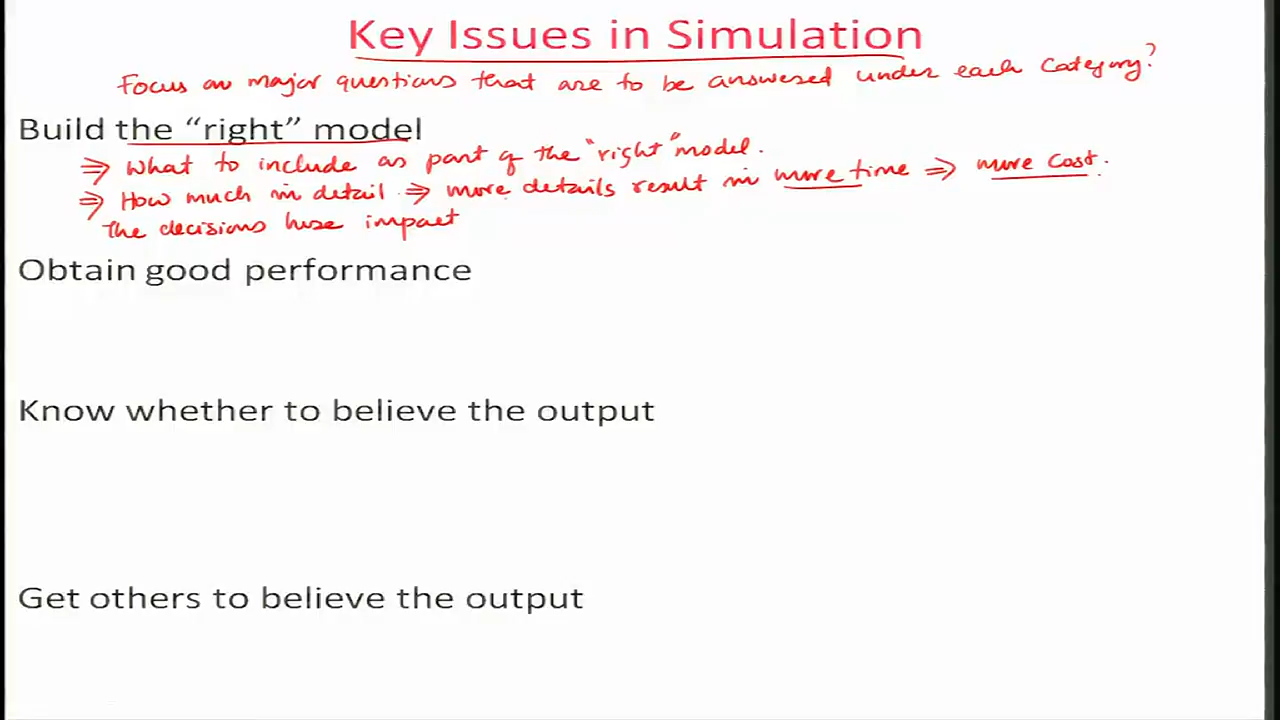 Key Issues in Simulation
Focus on major questions that are to be answered under each category?
Build the “right” model
⇒ What to include as part of the "right" model.
⇒ How much in detail ⇒ more details result in more time ⇒ more cost.
the decisions have impact
Obtain good performance
Know whether to believe the output
Get others to believe the output